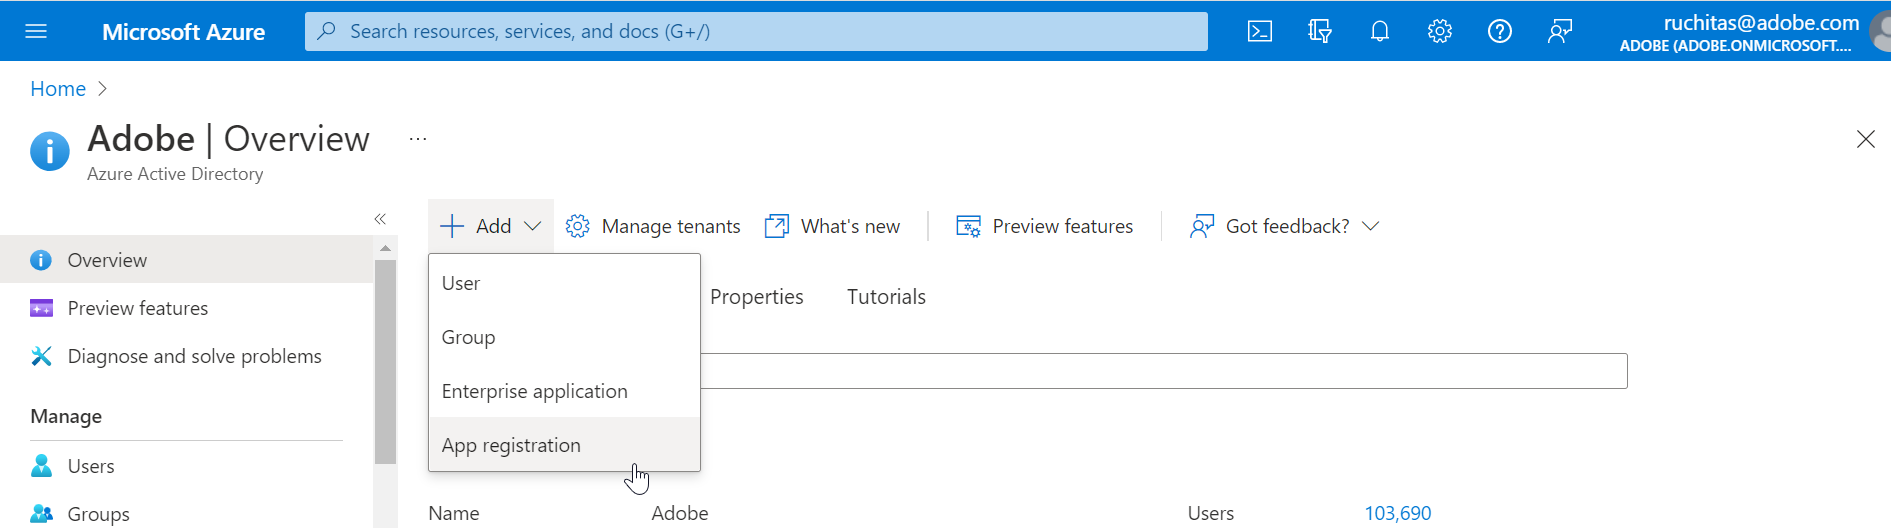 Microsoft Azure
Search resources, services, and docs (G+/)
ruchitas@adobe.com
ADOBE (ADOBE.ONMICROSOFT....
Home
Adobe | Overview ...
Azure Active Directory
Add
Manage tenants
What's new
Preview features
Got feedback?
Overview
Preview features
Diagnose and solve problems
Manage
Users
Groups
User
Group
Enterprise application
App registration
Properties
Tutorials
Name
Adobe
Users
103,690